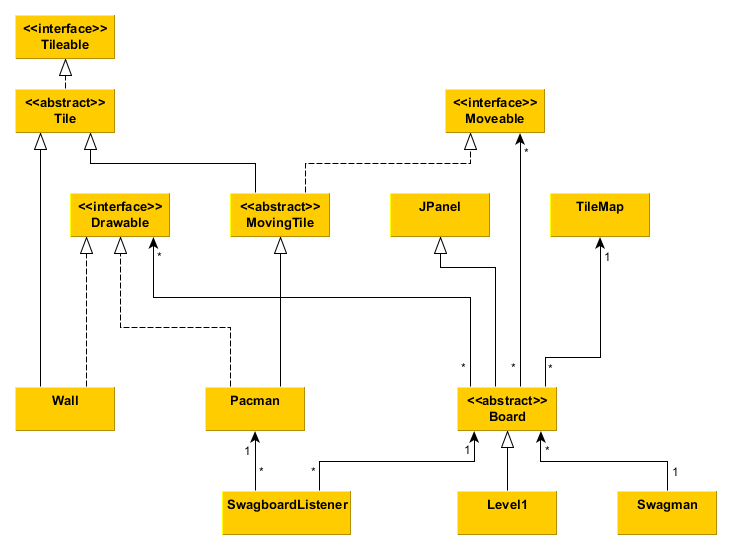 <<interface>>
Tileable
<<abstract>>
Tile
<<interface>>
Moveable
*
<<interface>>
Drawable
<<abstract>>
MovingTile
JPanel
TileMap
*
1
*
*
*
Wall
Pacman
<<abstract>>
Board
1
*
*
1
*
1
SwagboardListener
Level1
Swagman